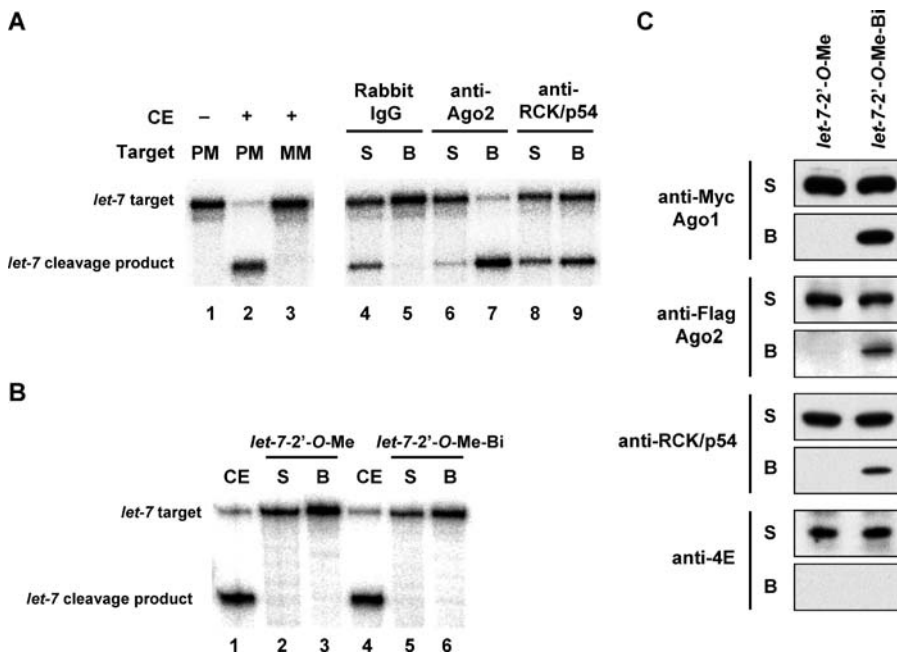 A
CE – + +
Target PM PM MM
Rabbit IgG anti-Ago2 anti-RCK/p54
S B S B S B
let-7 target
let-7 cleavage product
1 2 3 4 5 6 7 8 9
B
let-7-2'-O-Me let-7-2'-O-Me-Bi
CE S B CE S B
let-7 target
let-7 cleavage product
1 2 3 4 5 6
C
let-7-2'-O-Me
let-7-2'-O-Me-Bi
anti-Myc Ago1
S
B
anti-Flag Ago2
S
B
anti-RCK/p54
S
B
anti-4E
S
B